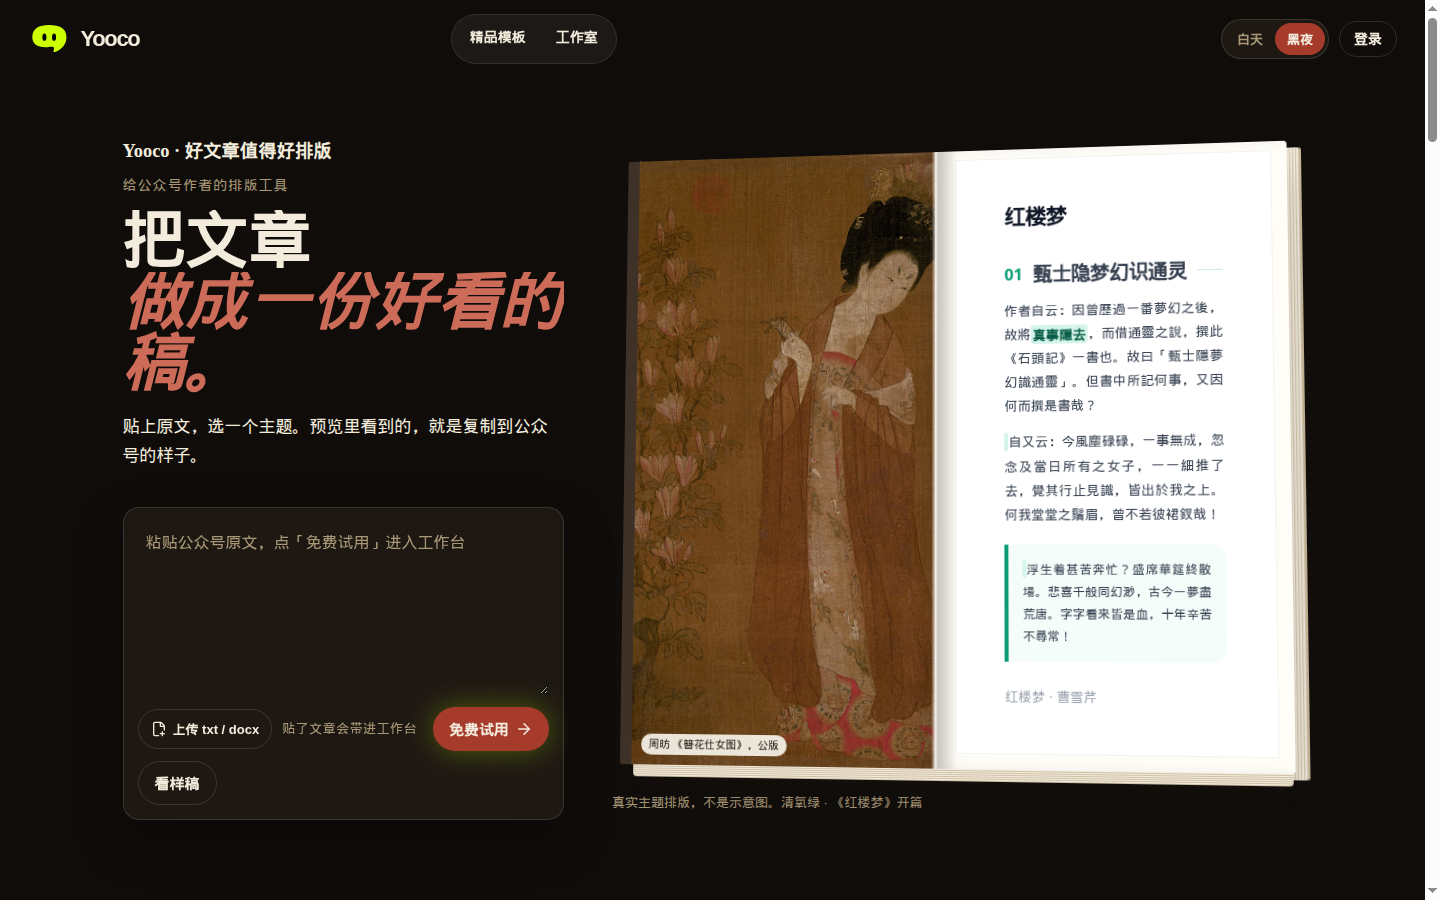 Yooco
精品模板
工作室
白天
黑夜
登录
Yooco · 好文章值得好排版
给公众号作者的排版工具
把文章
做成一份好看的
稿。
贴上原文，选一个主题。预览里看到的，就是复制到公众
号的样子。
粘贴公众号原文，点「免费试用」进入工作台
上传 txt / docx
贴了文章会带进工作台
免费试用
看样稿
周昉《簪花仕女图》，公版
红楼梦
01 甄士隐梦幻识通灵
作者自云：因曾歷過一番夢幻之後，
故將真事隱去，而借通靈之說，撰此
《石頭記》一書也。故曰「甄士隱夢
幻識通靈」。但書中所記何事，又因
何而撰是書哉？
自又云：今風塵碌碌，一事無成，忽
念及當日所有之女子，一一細推了
去，覺其行止見識，皆出於我之上。
何我堂堂之鬚眉，曾不若彼裙釵哉！
浮生着甚苦奔忙？盛席華筵終散
場。悲喜千般同幻渺，古今一夢盡
荒唐。字字看來皆是血，十年辛苦
不尋常！
红楼梦 · 曹雪芹
真实主题排版，不是示意图。清氧绿 · 《红楼梦》开篇